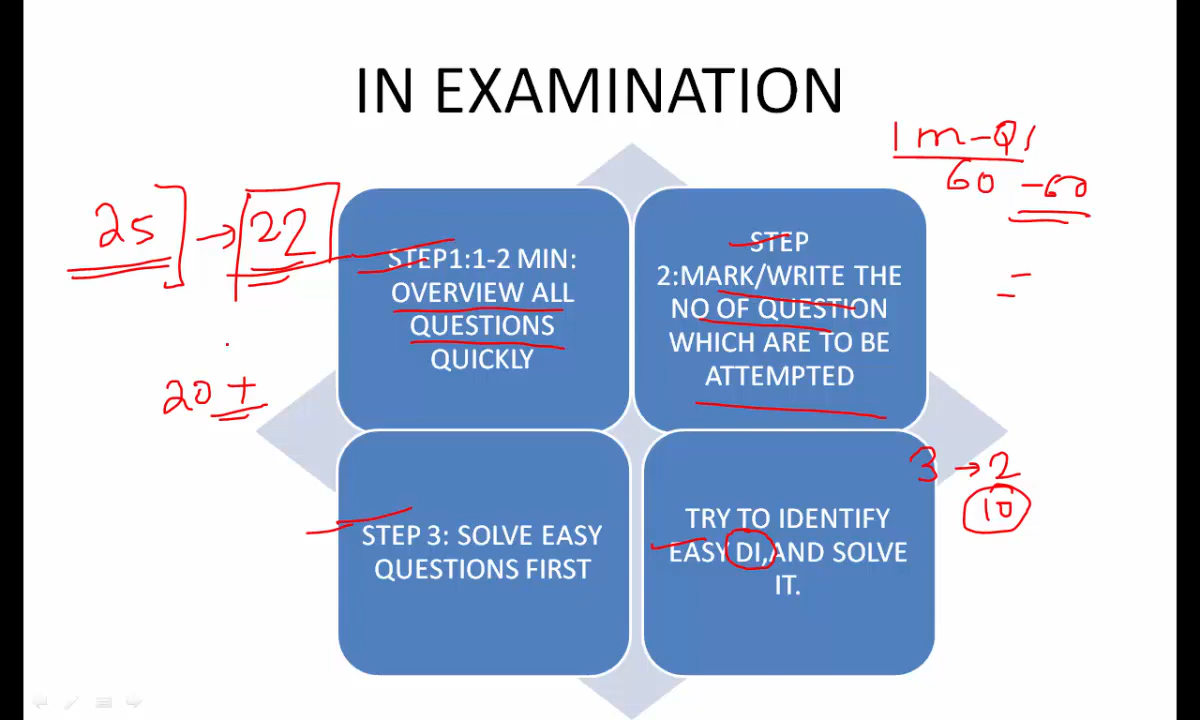 IN EXAMINATION
1 m - Q1
60 - 60
=
25] → 22
20 +
STEP1:1-2 MIN:
OVERVIEW ALL
QUESTIONS
QUICKLY
STEP
2:MARK/WRITE THE
NO OF QUESTION
WHICH ARE TO BE
ATTEMPTED
STEP 3: SOLVE EASY
QUESTIONS FIRST
3 → 2
10
TRY TO IDENTIFY
EASY DI,AND SOLVE
IT.